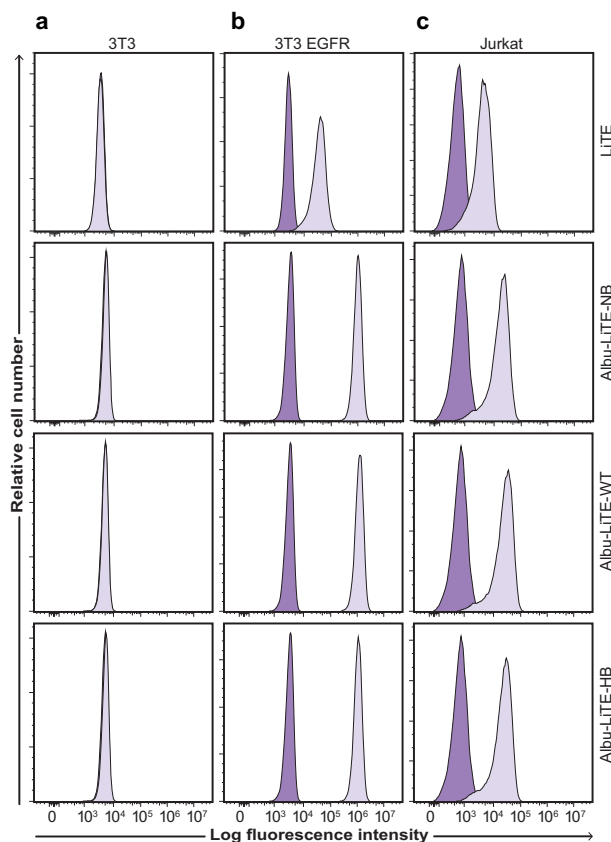 a b c
3T3 3T3 EGFR Jurkat
LiTE
Albu-LiTE-NB
Albu-LiTE-WT
Albu-LiTE-HB
Relative cell number
0 10³ 10⁴ 10⁵ 10⁶ 10⁷ 0 10³ 10⁴ 10⁵ 10⁶ 10⁷ 0 10³ 10⁴ 10⁵ 10⁶ 10⁷
Log fluorescence intensity